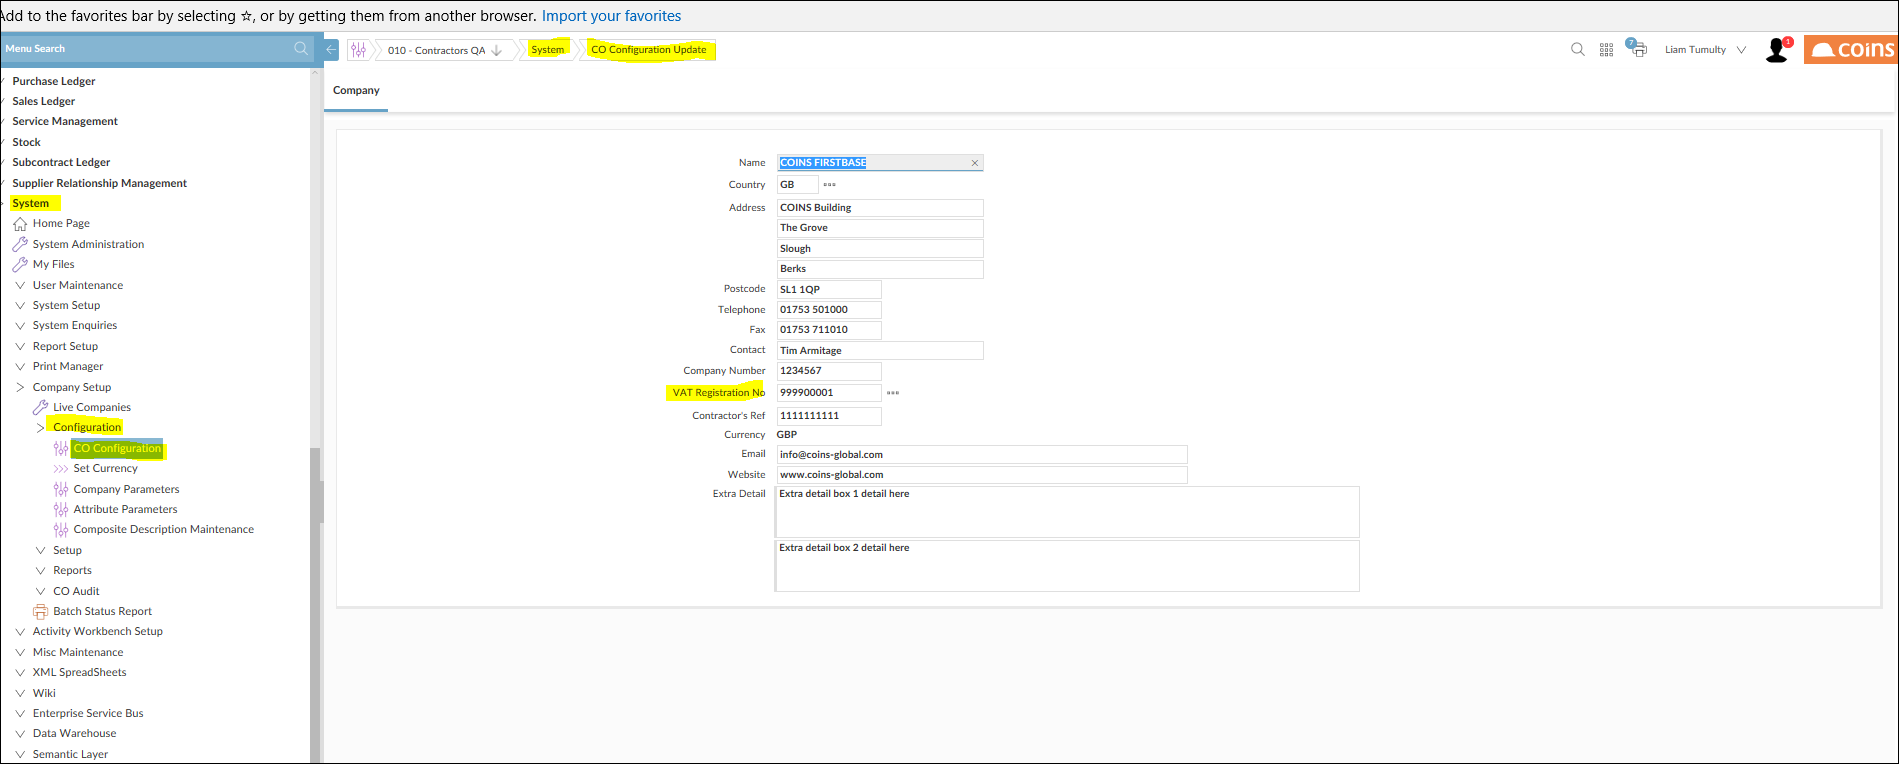 Add to the favorites bar by selecting ☆, or by getting them from another browser. Import your favorites
Menu Search
010 - Contractors QA
System
CO Configuration Update
7
Liam Tumulty
1
coins
Purchase Ledger
Sales Ledger
Service Management
Stock
Subcontract Ledger
Supplier Relationship Management
System
Home Page
System Administration
My Files
User Maintenance
System Setup
System Enquiries
Report Setup
Print Manager
Company Setup
Live Companies
Configuration
CO Configuration
Set Currency
Company Parameters
Attribute Parameters
Composite Description Maintenance
Setup
Reports
CO Audit
Batch Status Report
Activity Workbench Setup
Misc Maintenance
XML SpreadSheets
Wiki
Enterprise Service Bus
Data Warehouse
Semantic Layer
Company
Name COINS FIRSTBASE
Country GB
Address COINS Building
The Grove
Slough
Berks
Postcode SL1 1QP
Telephone 01753 501000
Fax 01753 711010
Contact Tim Armitage
Company Number 1234567
VAT Registration No 999900001
Contractor's Ref 1111111111
Currency GBP
Email info@coins-global.com
Website www.coins-global.com
Extra Detail Extra detail box 1 detail here
Extra detail box 2 detail here